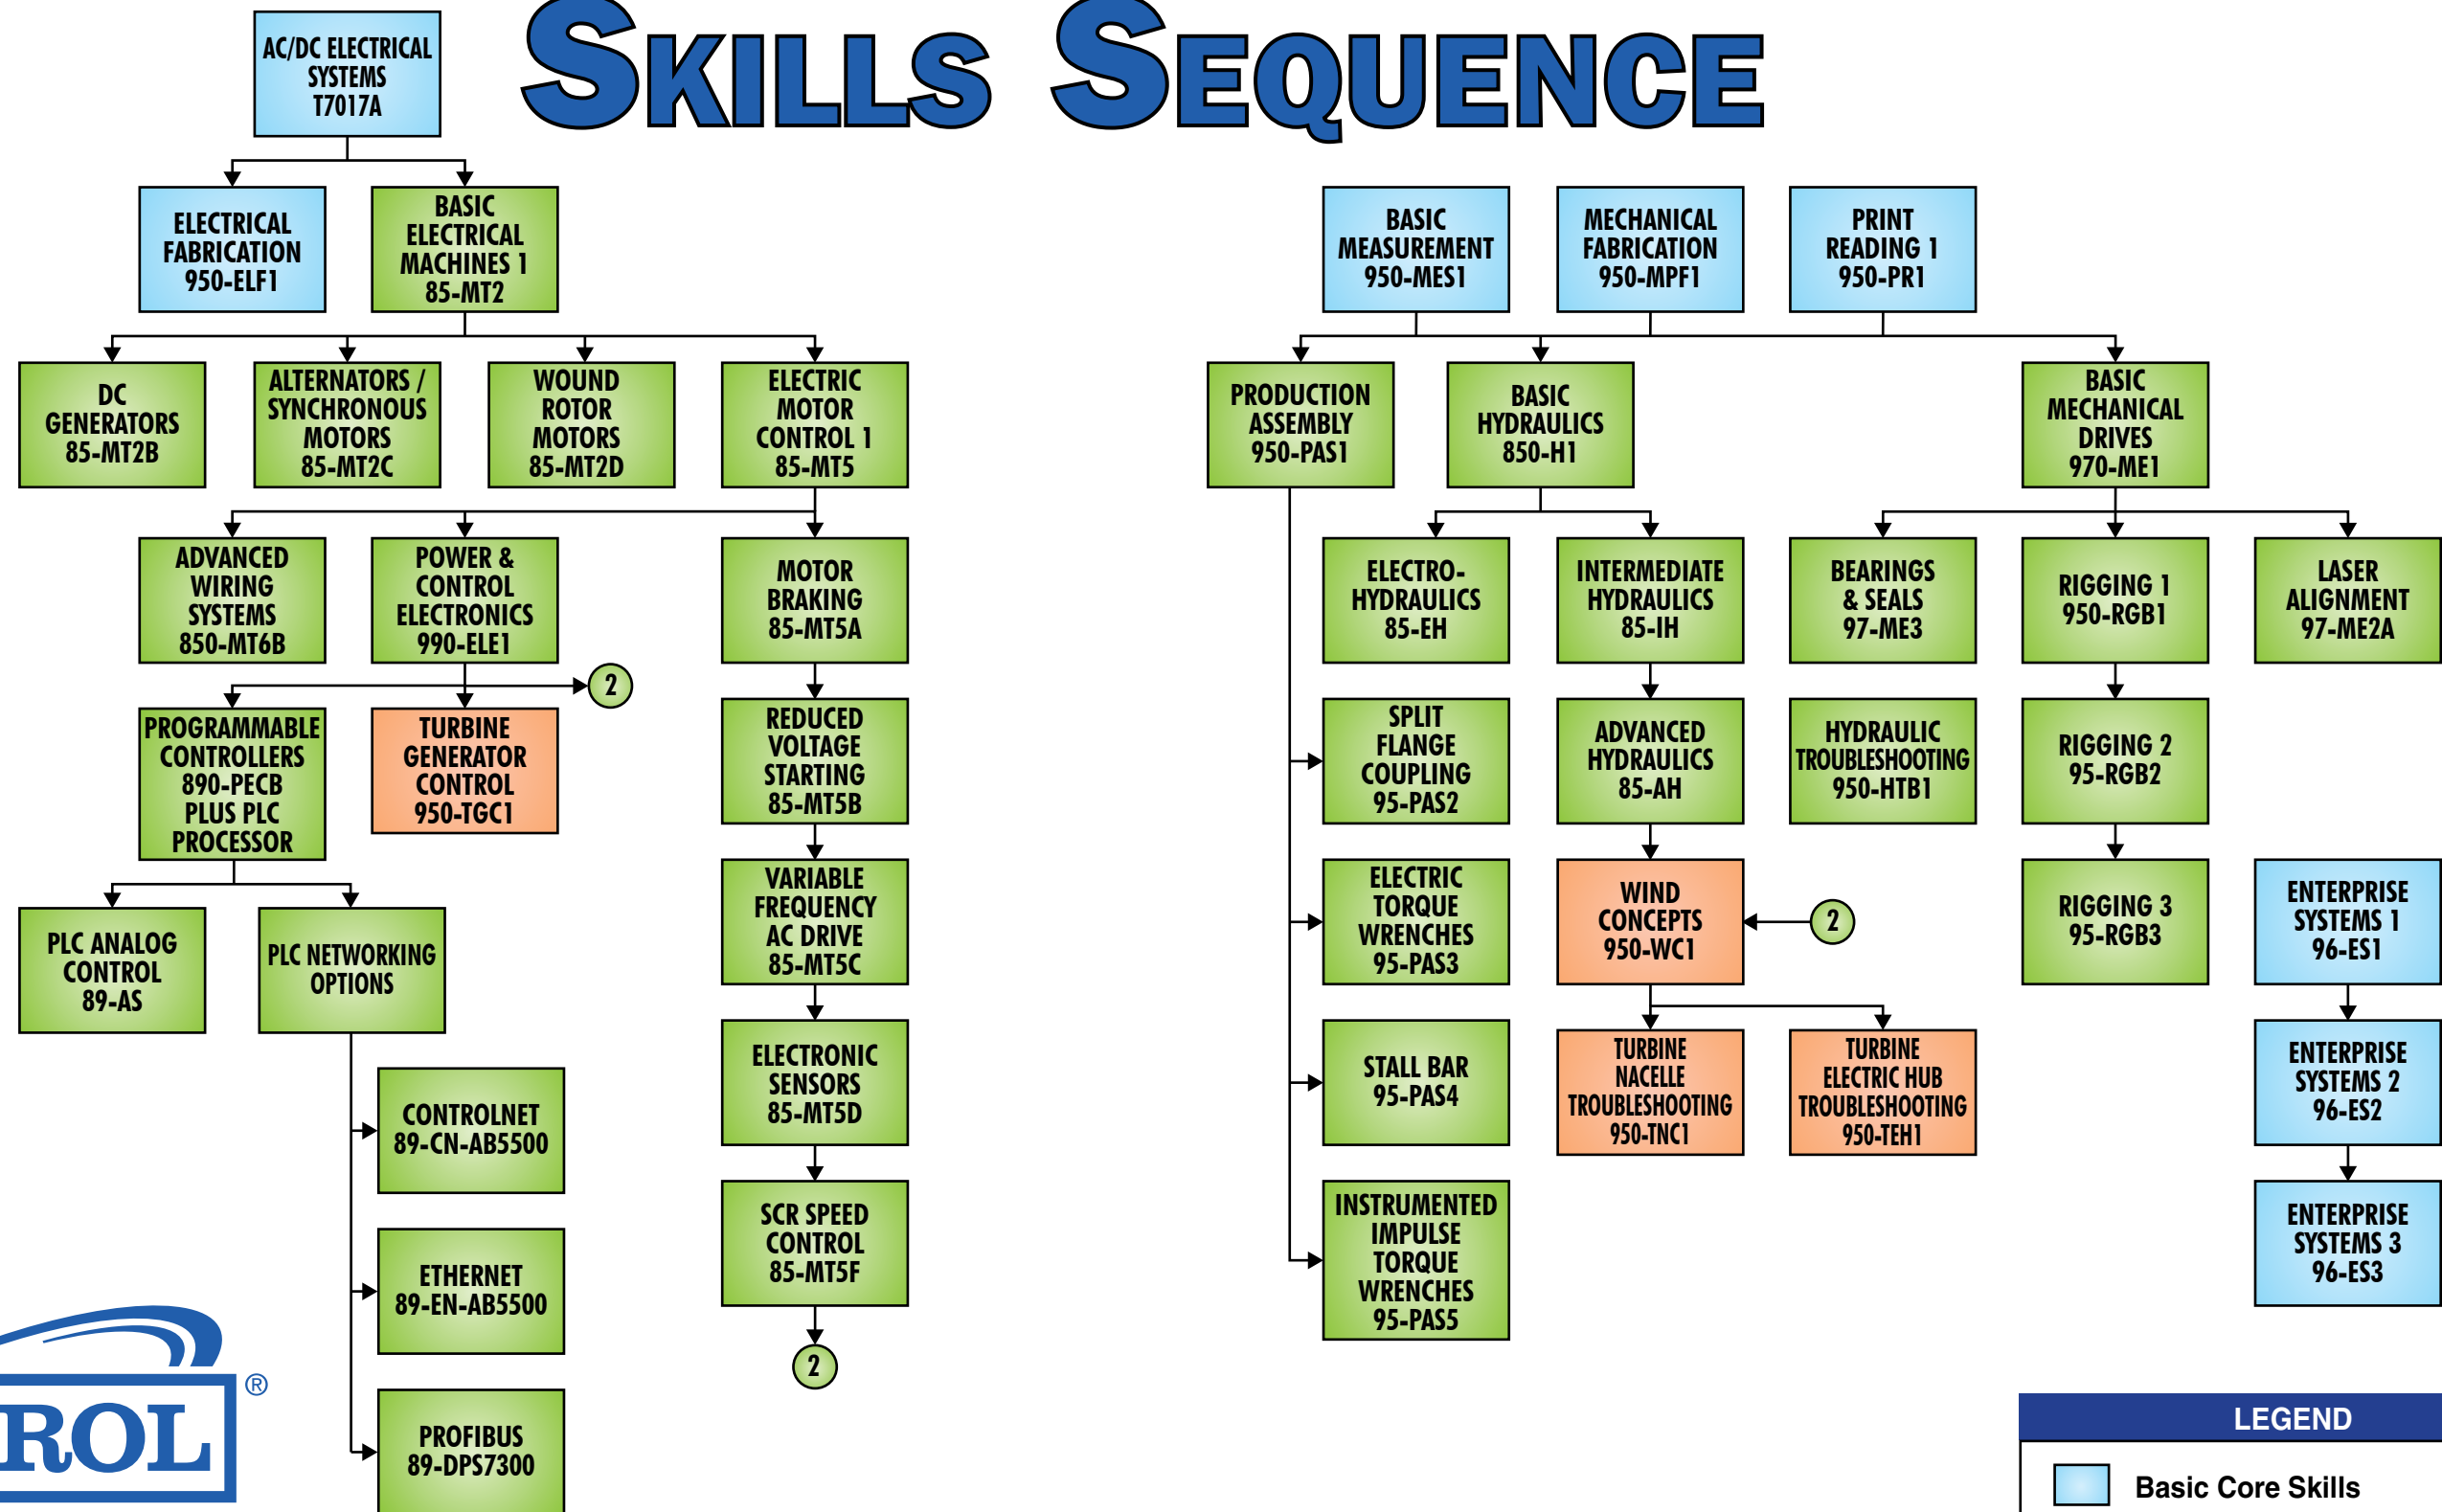 SKILLS SEQUENCE
AC/DC ELECTRICAL
SYSTEMS
T7017A
ELECTRICAL
FABRICATION
950-ELF1
BASIC
ELECTRICAL
MACHINES 1
85-MT2
DC
GENERATORS
85-MT2B
ALTERNATORS /
SYNCHRONOUS
MOTORS
85-MT2C
WOUND
ROTOR
MOTORS
85-MT2D
ELECTRIC
MOTOR
CONTROL 1
85-MT5
ADVANCED
WIRING
SYSTEMS
850-MT6B
POWER &
CONTROL
ELECTRONICS
990-ELE1
MOTOR
BRAKING
85-MT5A
2
PROGRAMMABLE
CONTROLLERS
890-PECB
PLUS PLC
PROCESSOR
TURBINE
GENERATOR
CONTROL
950-TGC1
REDUCED
VOLTAGE
STARTING
85-MT5B
PLC ANALOG
CONTROL
89-AS
PLC NETWORKING
OPTIONS
VARIABLE
FREQUENCY
AC DRIVE
85-MT5C
CONTROLNET
89-CN-AB5500
ELECTRONIC
SENSORS
85-MT5D
ETHERNET
89-EN-AB5500
SCR SPEED
CONTROL
85-MT5F
PROFIBUS
89-DPS7300
2
BASIC
MEASUREMENT
950-MES1
MECHANICAL
FABRICATION
950-MPF1
PRINT
READING 1
950-PR1
PRODUCTION
ASSEMBLY
950-PAS1
BASIC
HYDRAULICS
850-H1
BASIC
MECHANICAL
DRIVES
970-ME1
ELECTRO-
HYDRAULICS
85-EH
INTERMEDIATE
HYDRAULICS
85-IH
BEARINGS
& SEALS
97-ME3
RIGGING 1
950-RGB1
LASER
ALIGNMENT
97-ME2A
SPLIT
FLANGE
COUPLING
95-PAS2
ADVANCED
HYDRAULICS
85-AH
HYDRAULIC
TROUBLESHOOTING
950-HTB1
RIGGING 2
95-RGB2
ELECTRIC
TORQUE
WRENCHES
95-PAS3
WIND
CONCEPTS
950-WC1
2
RIGGING 3
95-RGB3
ENTERPRISE
SYSTEMS 1
96-ES1
STALL BAR
95-PAS4
TURBINE
NACELLE
TROUBLESHOOTING
950-TNC1
TURBINE
ELECTRIC HUB
TROUBLESHOOTING
950-TEH1
ENTERPRISE
SYSTEMS 2
96-ES2
INSTRUMENTED
IMPULSE
TORQUE
WRENCHES
95-PAS5
ENTERPRISE
SYSTEMS 3
96-ES3
ROL ®
LEGEND
Basic Core Skills